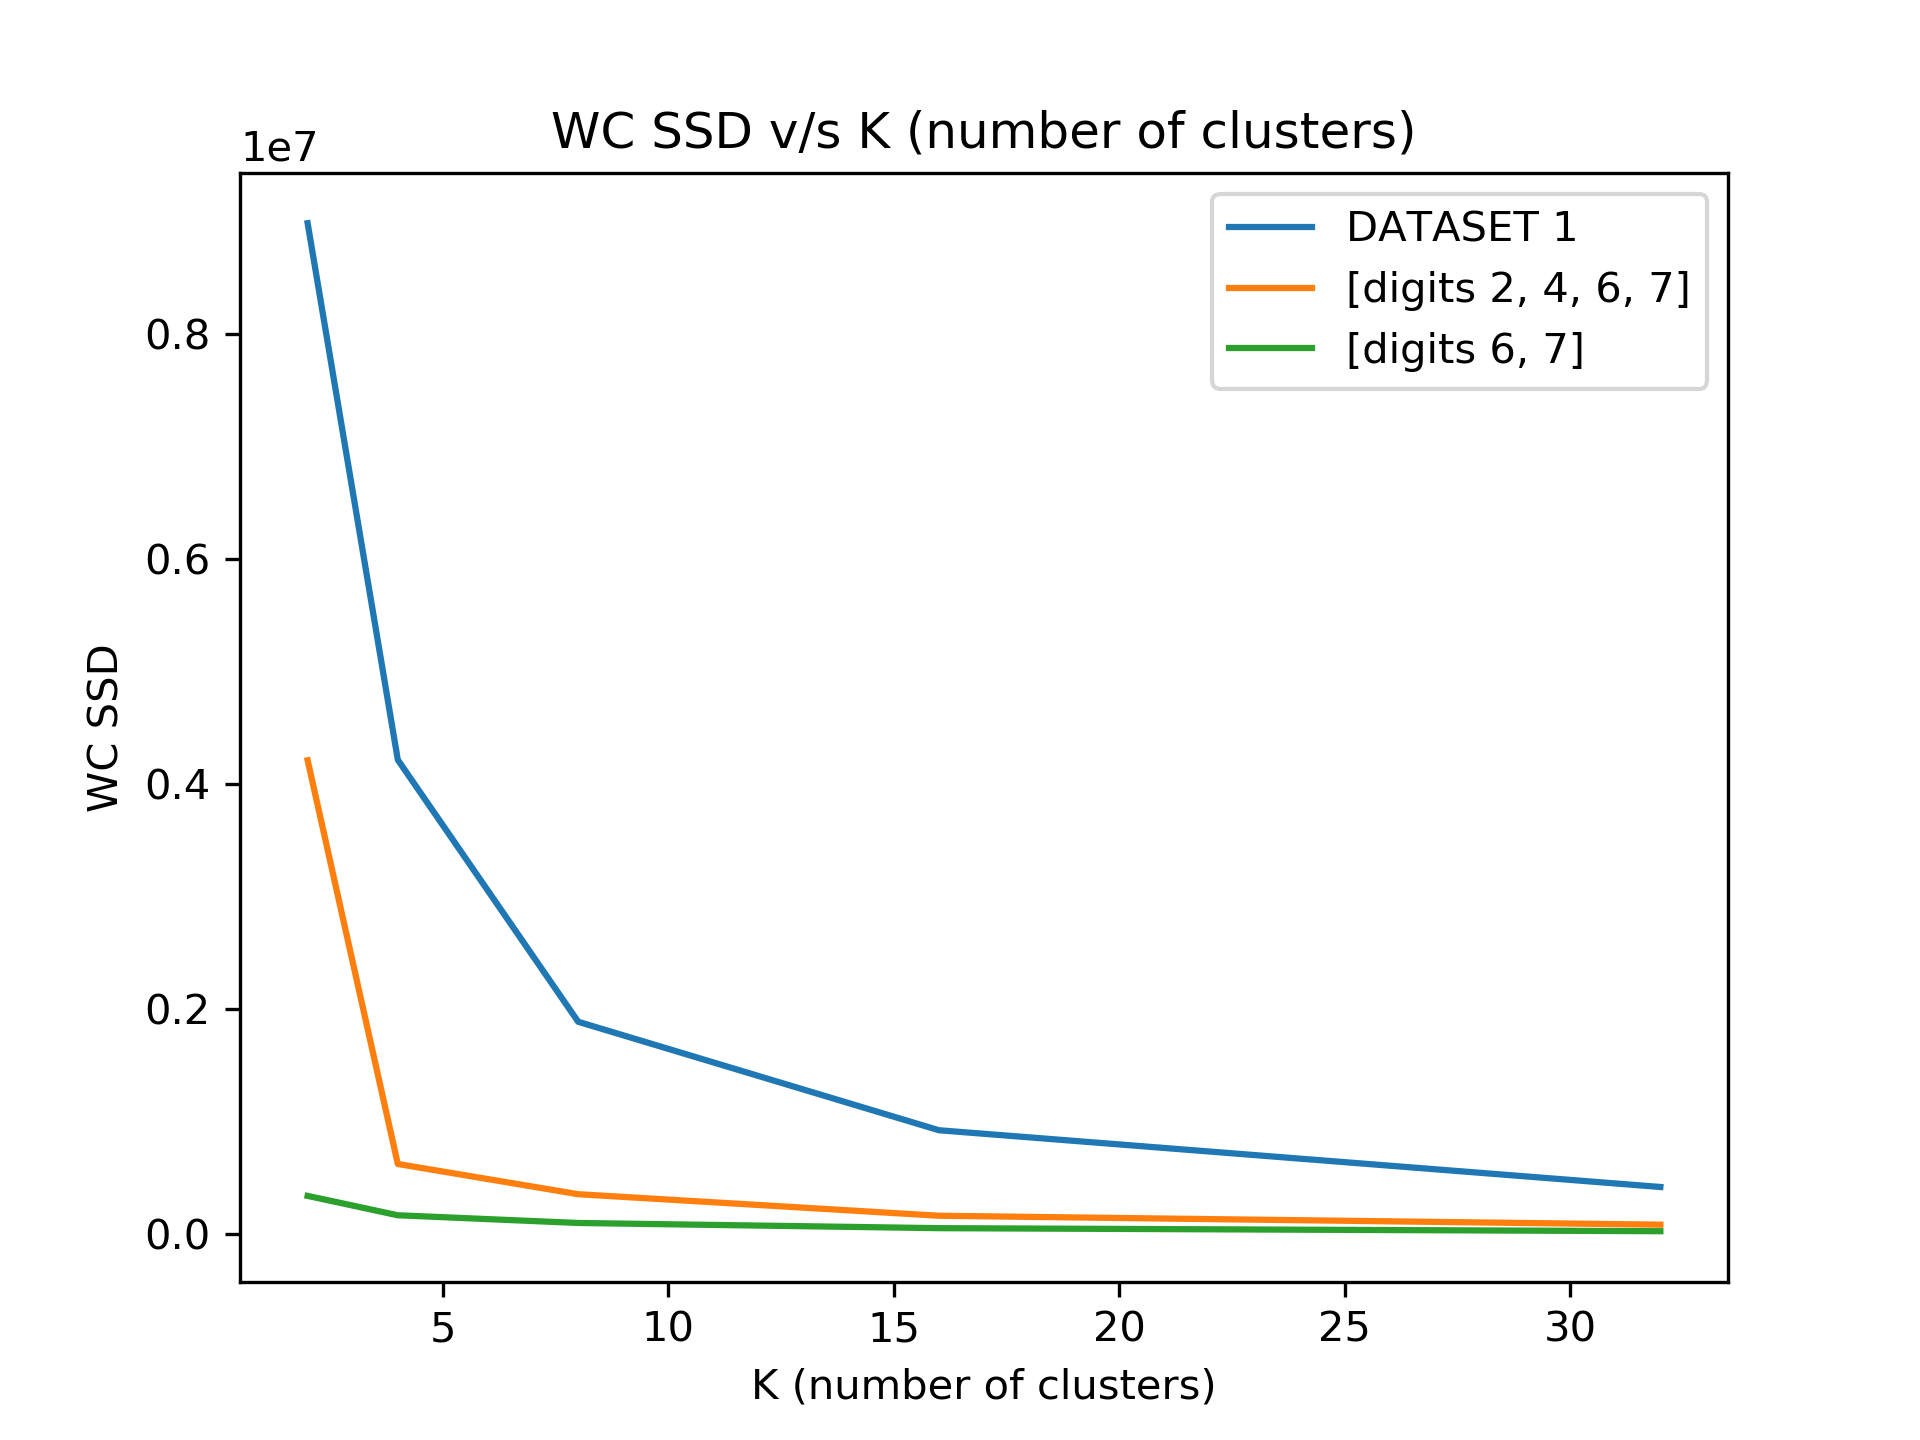 WC SSD v/s K (number of clusters)
1e7
DATASET 1
[digits 2, 4, 6, 7]
[digits 6, 7]
0.8
0.6
0.4
0.2
0.0
WC SSD
5 10 15 20 25 30
K (number of clusters)